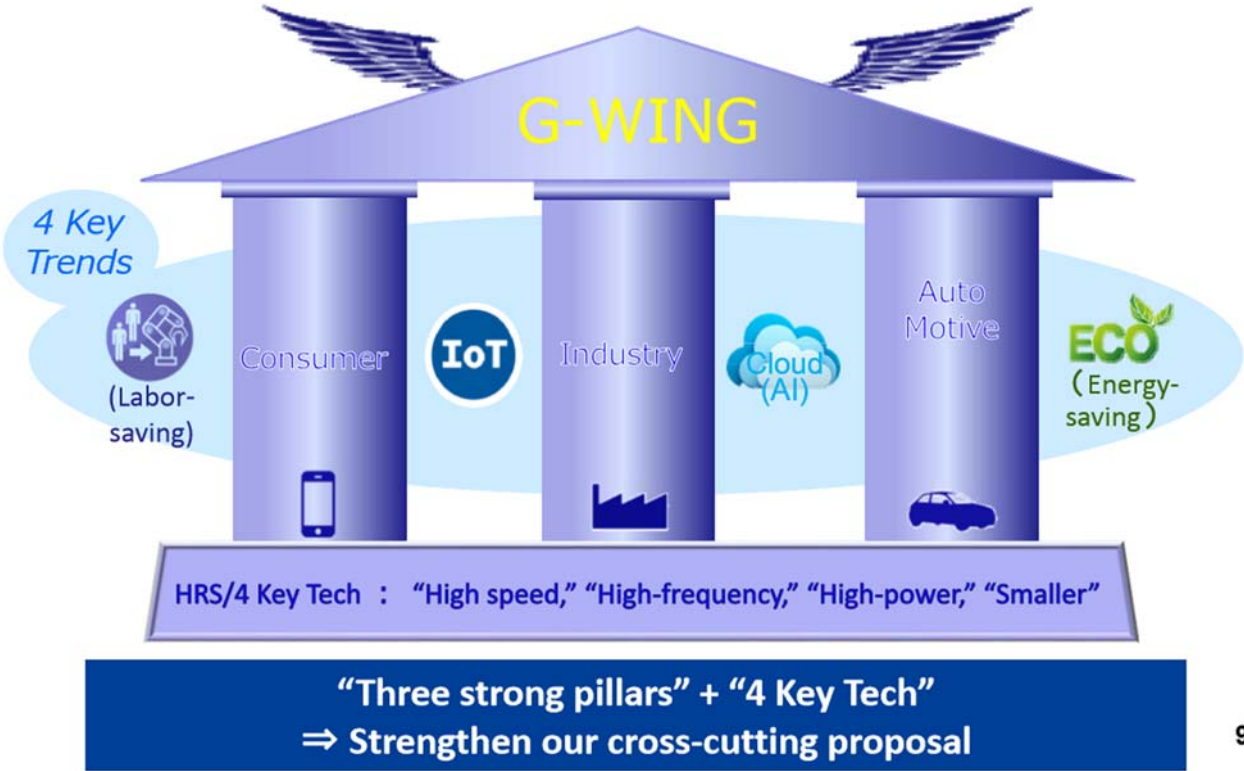 G-WING
4 Key
Trends
(Labor-
saving)
Consumer
IoT
Industry
Cloud
(AI)
Auto
Motive
ECO
(Energy-
saving)
HRS/4 Key Tech : “High speed,” “High-frequency,” “High-power,” “Smaller”
“Three strong pillars” + “4 Key Tech”
⇒ Strengthen our cross-cutting proposal
9